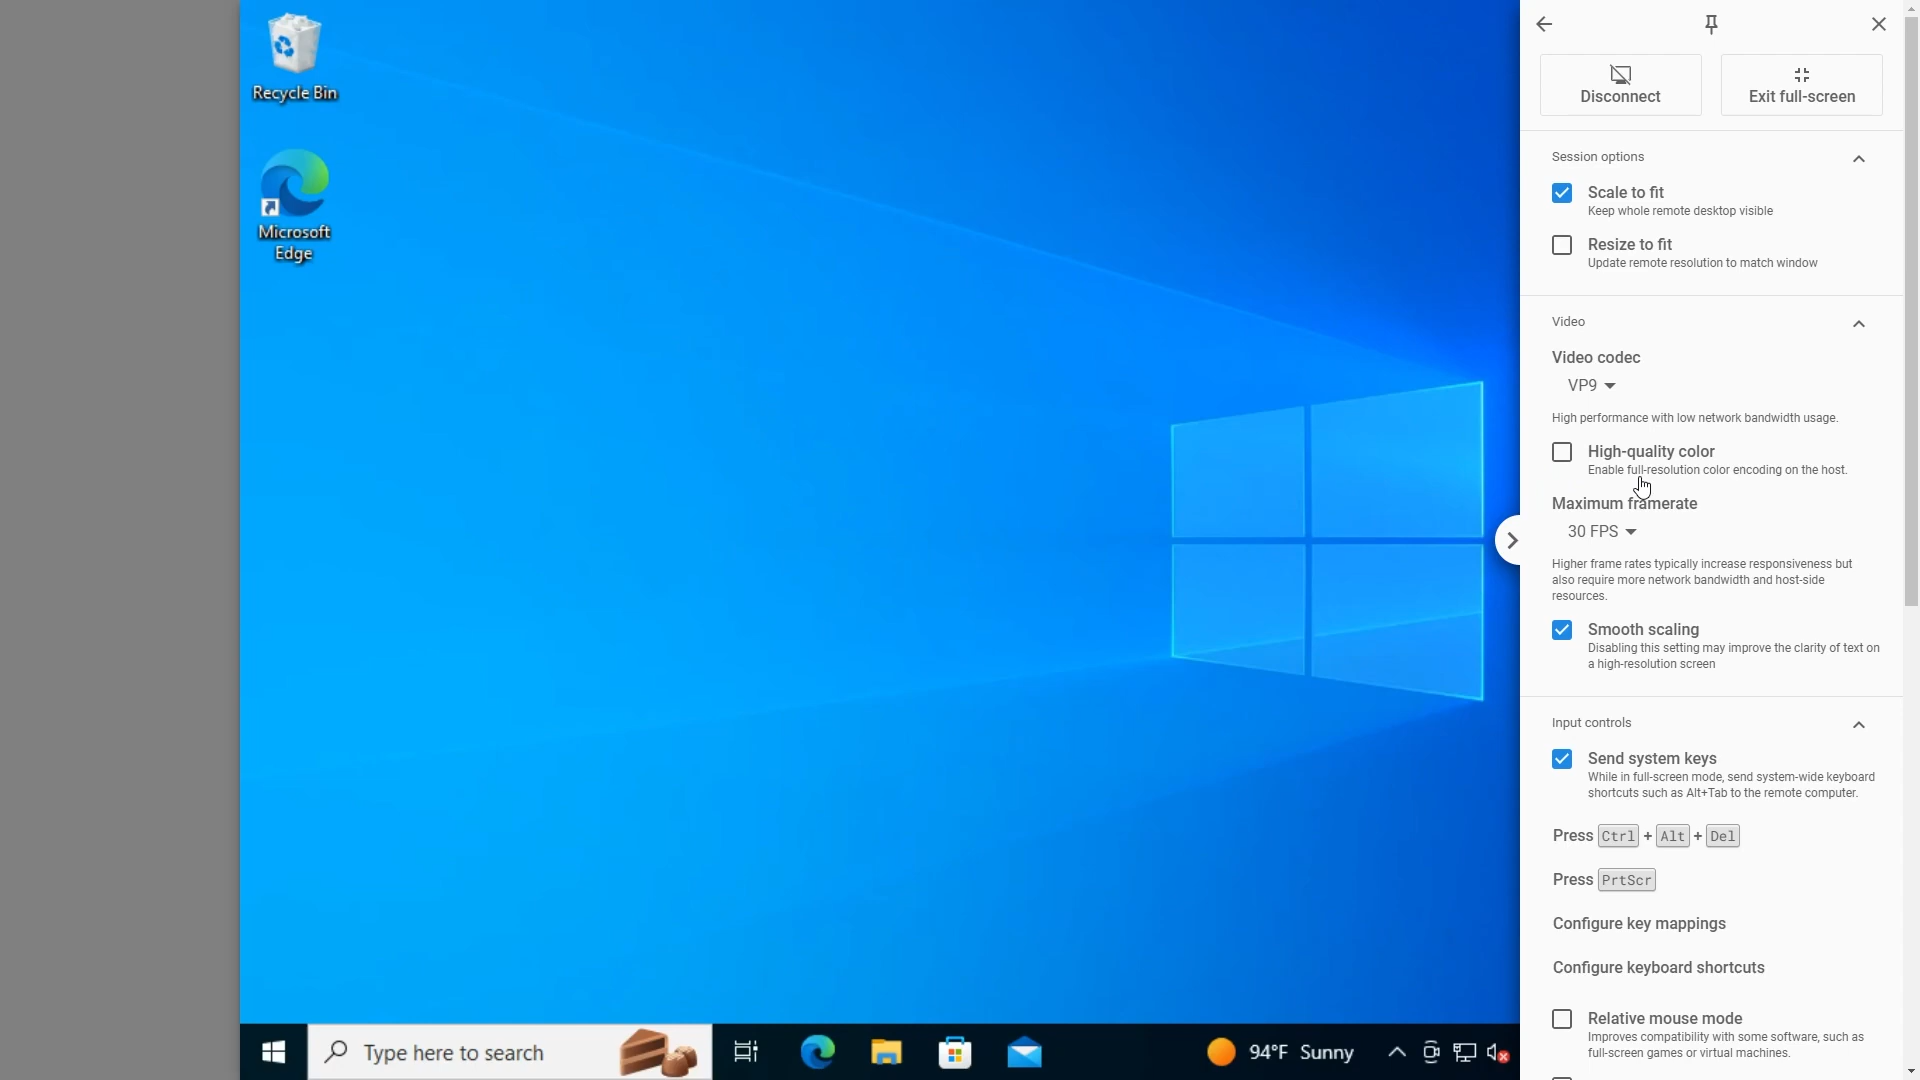 Recycle Bin
Microsoft
Edge
Type here to search
94°F Sunny
Disconnect
Exit full-screen
Session options
Scale to fit
Keep whole remote desktop visible
Resize to fit
Update remote resolution to match window
Video
Video codec
VP9
High performance with low network bandwidth usage.
High-quality color
Enable full-resolution color encoding on the host.
Maximum framerate
30 FPS
Higher frame rates typically increase responsiveness but
also require more network bandwidth and host-side
resources.
Smooth scaling
Disabling this setting may improve the clarity of text on
a high-resolution screen
Input controls
Send system keys
While in full-screen mode, send system-wide keyboard
shortcuts such as Alt+Tab to the remote computer.
Press Ctrl + Alt + Del
Press PrtScr
Configure key mappings
Configure keyboard shortcuts
Relative mouse mode
Improves compatibility with some software, such as
full-screen games or virtual machines.